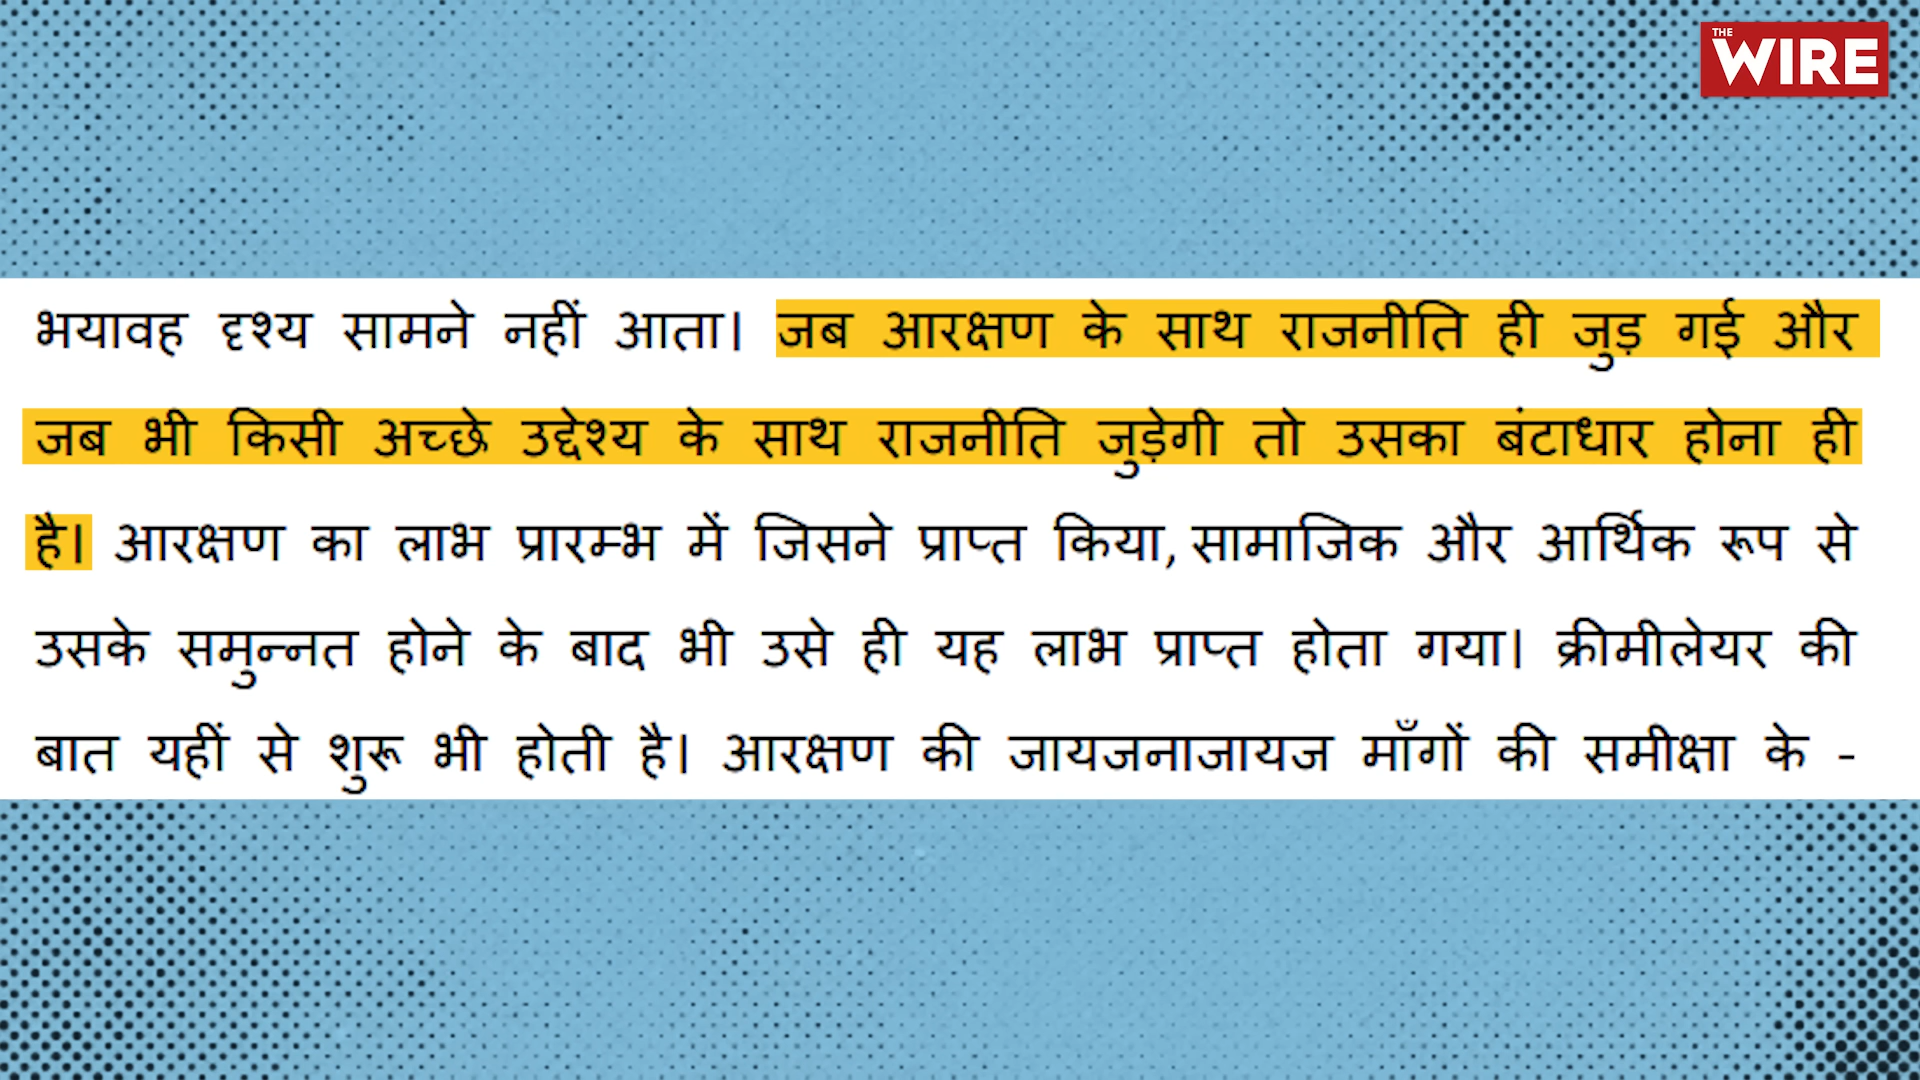 THE
WIRE
भयावह दृश्य सामने नहीं आता। जब आरक्षण के साथ राजनीति ही जुड़ गई और
जब भी किसी अच्छे उद्देश्य के साथ राजनीति जुड़ेगी तो उसका बंटाधार होना ही
है। आरक्षण का लाभ प्रारम्भ में जिसने प्राप्त किया, सामाजिक और आर्थिक रूप से
उसके समुन्नत होने के बाद भी उसे ही यह लाभ प्राप्त होता गया। क्रीमीलेयर की
बात यहीं से शुरू भी होती है। आरक्षण की जायजनाजायज माँगों की समीक्षा के -